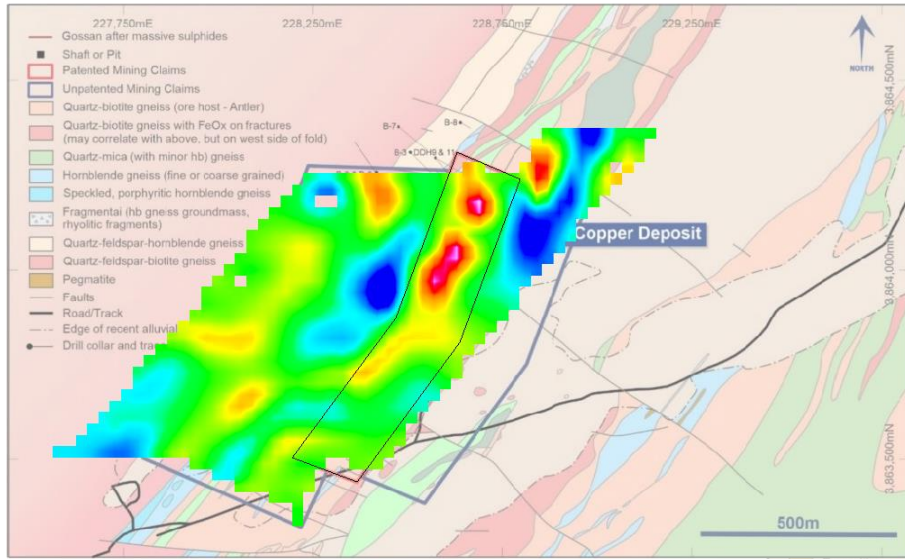 227,750mE
228,250mE
228,750mE
229,250mE
Gossan after massive sulphides
Shaft or Pit
Patented Mining Claims
Unpatented Mining Claims
Quartz-biotite gneiss (ore host - Antler)
Quartz-biotite gneiss with FeOx on fractures
(may correlate with above, but on west side of fold)
Quartz-mica (with minor hb) gneiss
Hornblende gneiss (fine or coarse grained)
Speckled, porphyritic hornblende gneiss
Fragmental (hb gneiss groundmass,
rhyolitic fragments)
Quartz-feldspar-hornblende gneiss
Quartz-feldspar-biotite gneiss
Pegmatite
Faults
Road/Track
Edge of recent alluvial
Drill collar and
NORTH
3,864,500mN
B-7
B-8
B-3
DDH9 & 11
Copper Deposit
3,864,000mN
3,863,500mN
500m